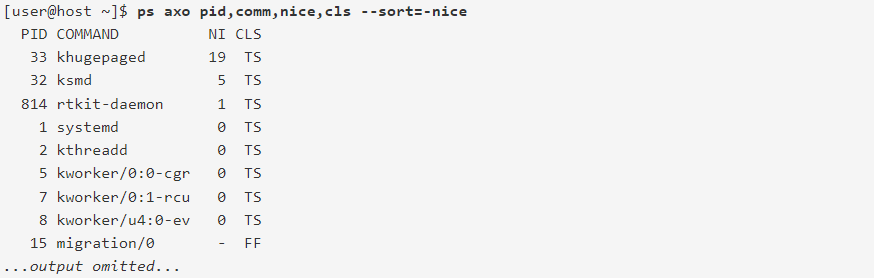 [user@host ~]$ ps axo pid,comm,nice,cls --sort=-nice
  PID COMMAND          NI CLS
   33 khugepaged       19  TS
   32 ksmd              5  TS
  814 rtkit-daemon      1  TS
    1 systemd           0  TS
    2 kthreadd          0  TS
    5 kworker/0:0-cgr   0  TS
    7 kworker/0:1-rcu   0  TS
    8 kworker/u4:0-ev   0  TS
   15 migration/0       -  FF
...output omitted...